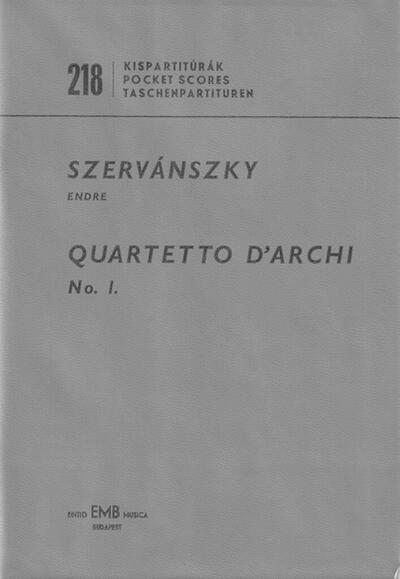 218
KISPARTITÚRÁK
POCKET SCORES
TASCHENPARTITUREN
SZERVÁNSZKY
ENDRE
QUARTETTO D'ARCHI
No. I.
EDITIO EMB MUSICA
BUDAPEST